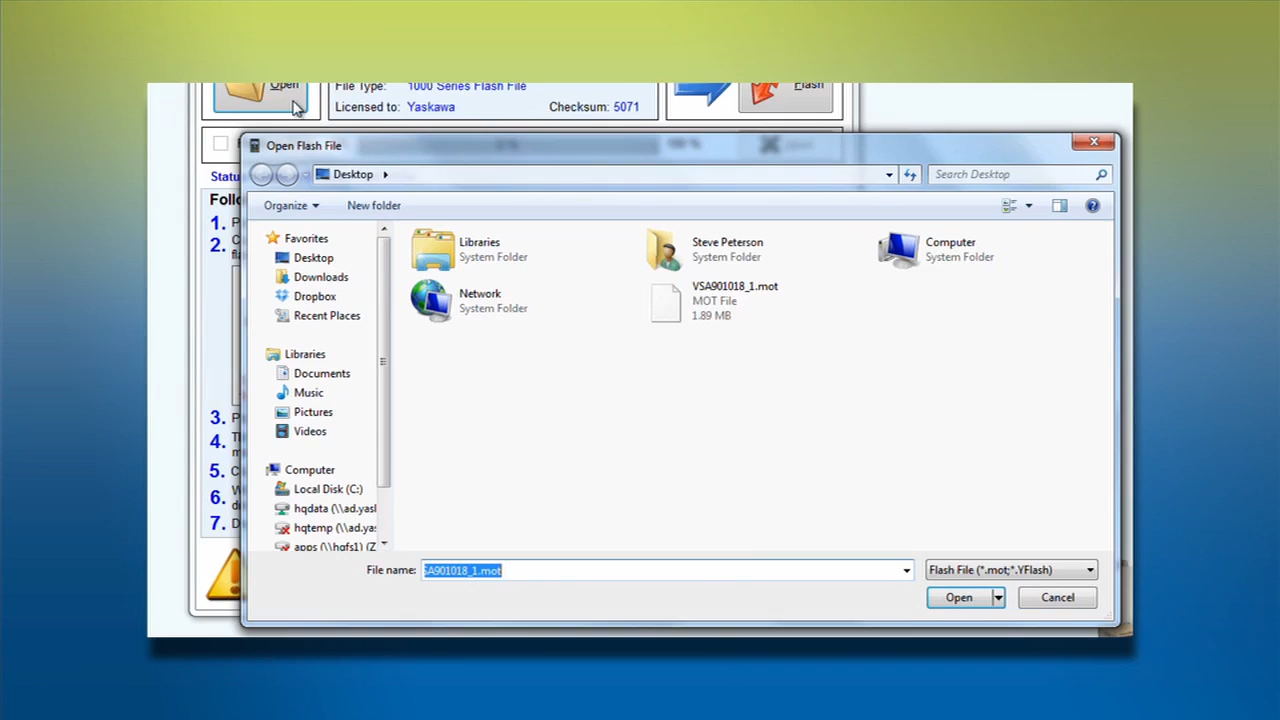 Open
File Type: 1000 Series Flash File
Flash
Licensed to: Yaskawa Checksum: 5071
Open Flash File
Desktop
Search Desktop
Organize New folder
Favorites
Desktop
Downloads
Dropbox
Recent Places
Libraries
Documents
Music
Pictures
Videos
Computer
Local Disk (C:)
hqdata (\\ad.yas
hqtemp (\\ad.yas
apps (\\hqfs1) (Z
Libraries
System Folder
Steve Peterson
System Folder
Computer
System Folder
Network
System Folder
VSA901018_1.mot
MOT File
1.89 MB
Statu
Follo
1. P
2. C
3. P
4. T
5. C
6. W
7. D
File name: SA901018_1.mot
Flash File (*.mot;*.YFlash)
Open Cancel